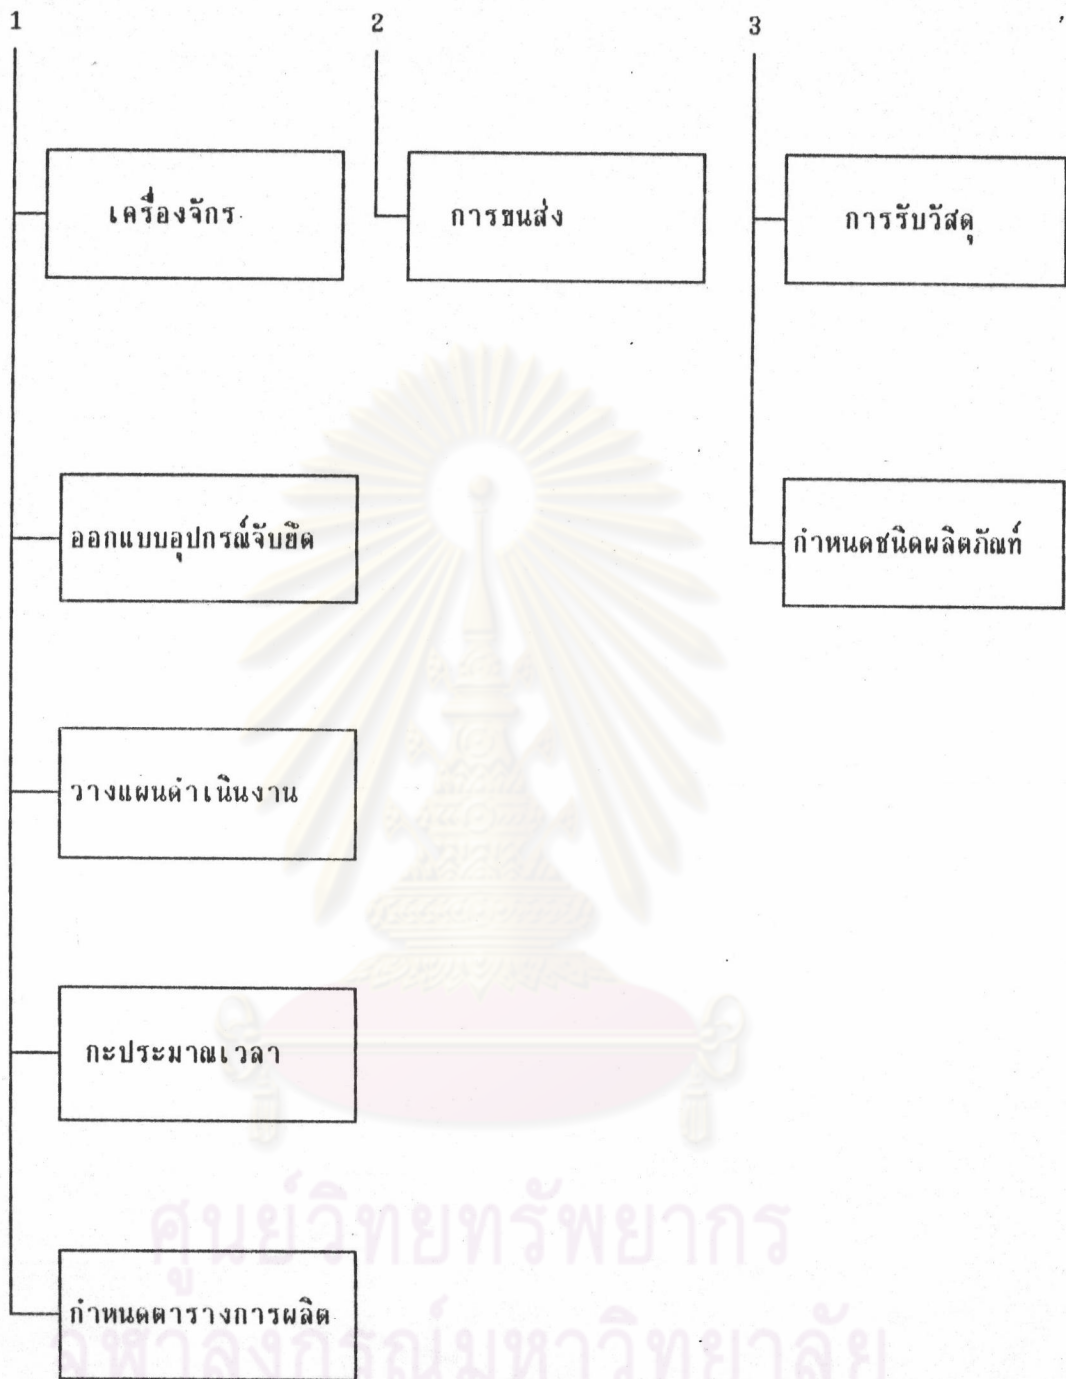 1 2 3
เครื่องจักร การขนส่ง การรับวัสดุ
ออกแบบอุปกรณ์จับยึด กำหนดชนิดผลิตภัณฑ์
วางแผนดำเนินงาน
กะประมาณเวลา
ศูนย์วิทยทรัพยากร
กำหนดตารางการผลิต
จุฬาลงกรณ์มหาวิทยาลัย